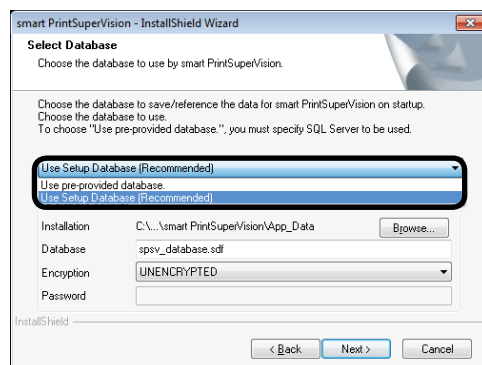 smart PrintSuperVision - InstallShield Wizard
Select Database
Choose the database to use by smart PrintSuperVision.
Choose the database to save/reference the data for smart PrintSuperVision on startup.
Choose the database to use.
To choose "Use pre-provided database.", you must specify SQL Server to be used.
Use Setup Database (Recommended)
Use pre-provided database.
Use Setup Database (Recommended)
Installation C:\...\smart PrintSuperVision\App_Data Browse...
Database spsv_database.sdf
Encryption UNENCRYPTED
Password
InstallShield
< Back Next > Cancel